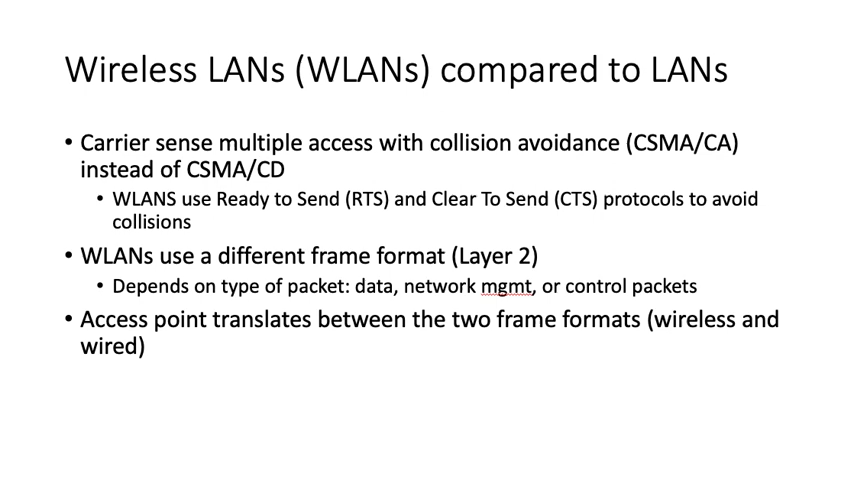 Wireless LANs (WLANs) compared to LANs
• Carrier sense multiple access with collision avoidance (CSMA/CA)
instead of CSMA/CD
• WLANS use Ready to Send (RTS) and Clear To Send (CTS) protocols to avoid
collisions
• WLANs use a different frame format (Layer 2)
• Depends on type of packet: data, network mgmt, or control packets
• Access point translates between the two frame formats (wireless and
wired)